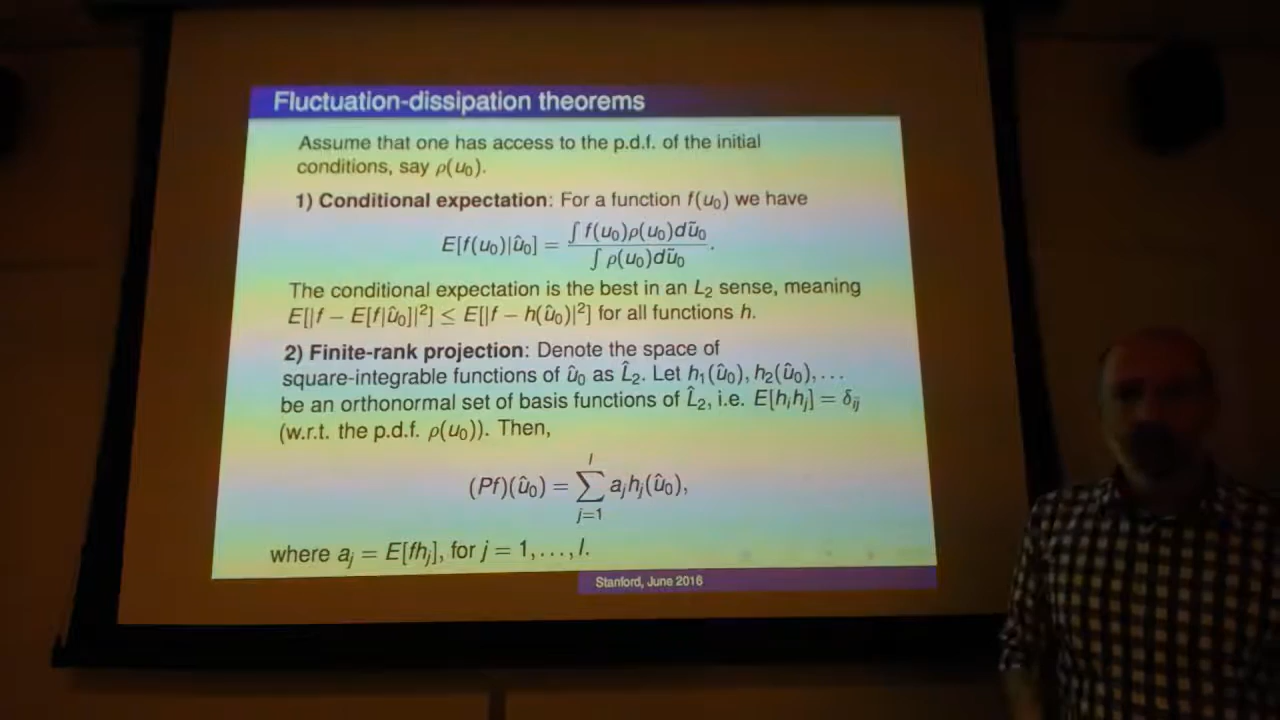 Fluctuation-dissipation theorems
Assume that one has access to the p.d.f. of the initial
conditions, say ρ(u₀).
1) Conditional expectation: For a function f(u₀) we have
E[f(u₀)|û₀] = ∫ f(u₀)ρ(u₀)dũ₀ / ∫ ρ(u₀)dũ₀ .
The conditional expectation is the best in an L₂ sense, meaning
E[|f − E[f|û₀]|²] ≤ E[|f − h(û₀)|²] for all functions h.
2) Finite-rank projection: Denote the space of
square-integrable functions of û₀ as L̂₂. Let h₁(û₀), h₂(û₀), . . .
be an orthonormal set of basis functions of L̂₂, i.e. E[hᵢhⱼ] = δᵢⱼ
(w.r.t. the p.d.f. ρ(u₀)). Then,
(Pf)(û₀) = ∑_{j=1}^{l} aⱼhⱼ(û₀),
where aⱼ = E[fhⱼ], for j = 1, . . . , l.
Stanford, June 2016